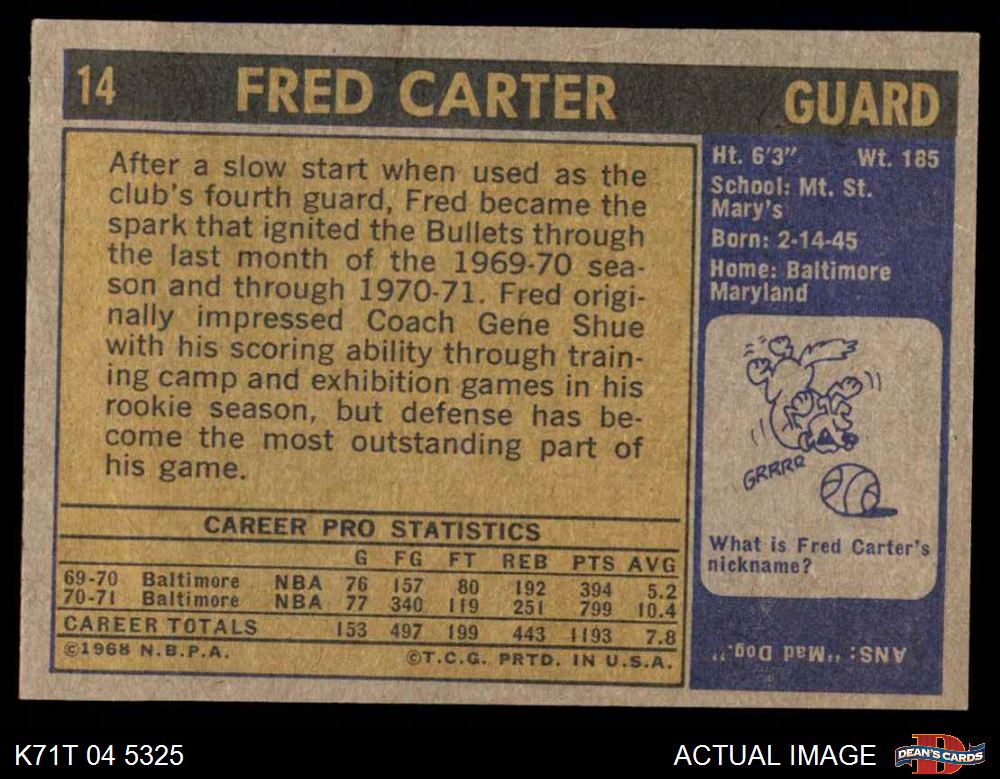 14 FRED CARTER GUARD
After a slow start when used as the
club's fourth guard, Fred became the
spark that ignited the Bullets through
the last month of the 1969-70 sea-
son and through 1970-71. Fred origi-
nally impressed Coach Gene Shue
with his scoring ability through train-
ing camp and exhibition games in his
rookie season, but defense has be-
come the most outstanding part of
his game.
CAREER PRO STATISTICS
G FG FT REB PTS AVG
69-70 Baltimore NBA 76 157 80 192 394 5.2
70-71 Baltimore NBA 77 340 119 251 799 10.4
CAREER TOTALS 153 497 199 443 1193 7.8
©1968 N.B.P.A. ©T.C.G. PRTD. IN U.S.A.
Ht. 6'3" Wt. 185
School: Mt. St.
Mary's
Born: 2-14-45
Home: Baltimore
Maryland
GRRRR
What is Fred Carter's
nickname?
ANS: "Mad Dog."
K71T 04 5325
ACTUAL IMAGE
D
DEAN'S CARDS